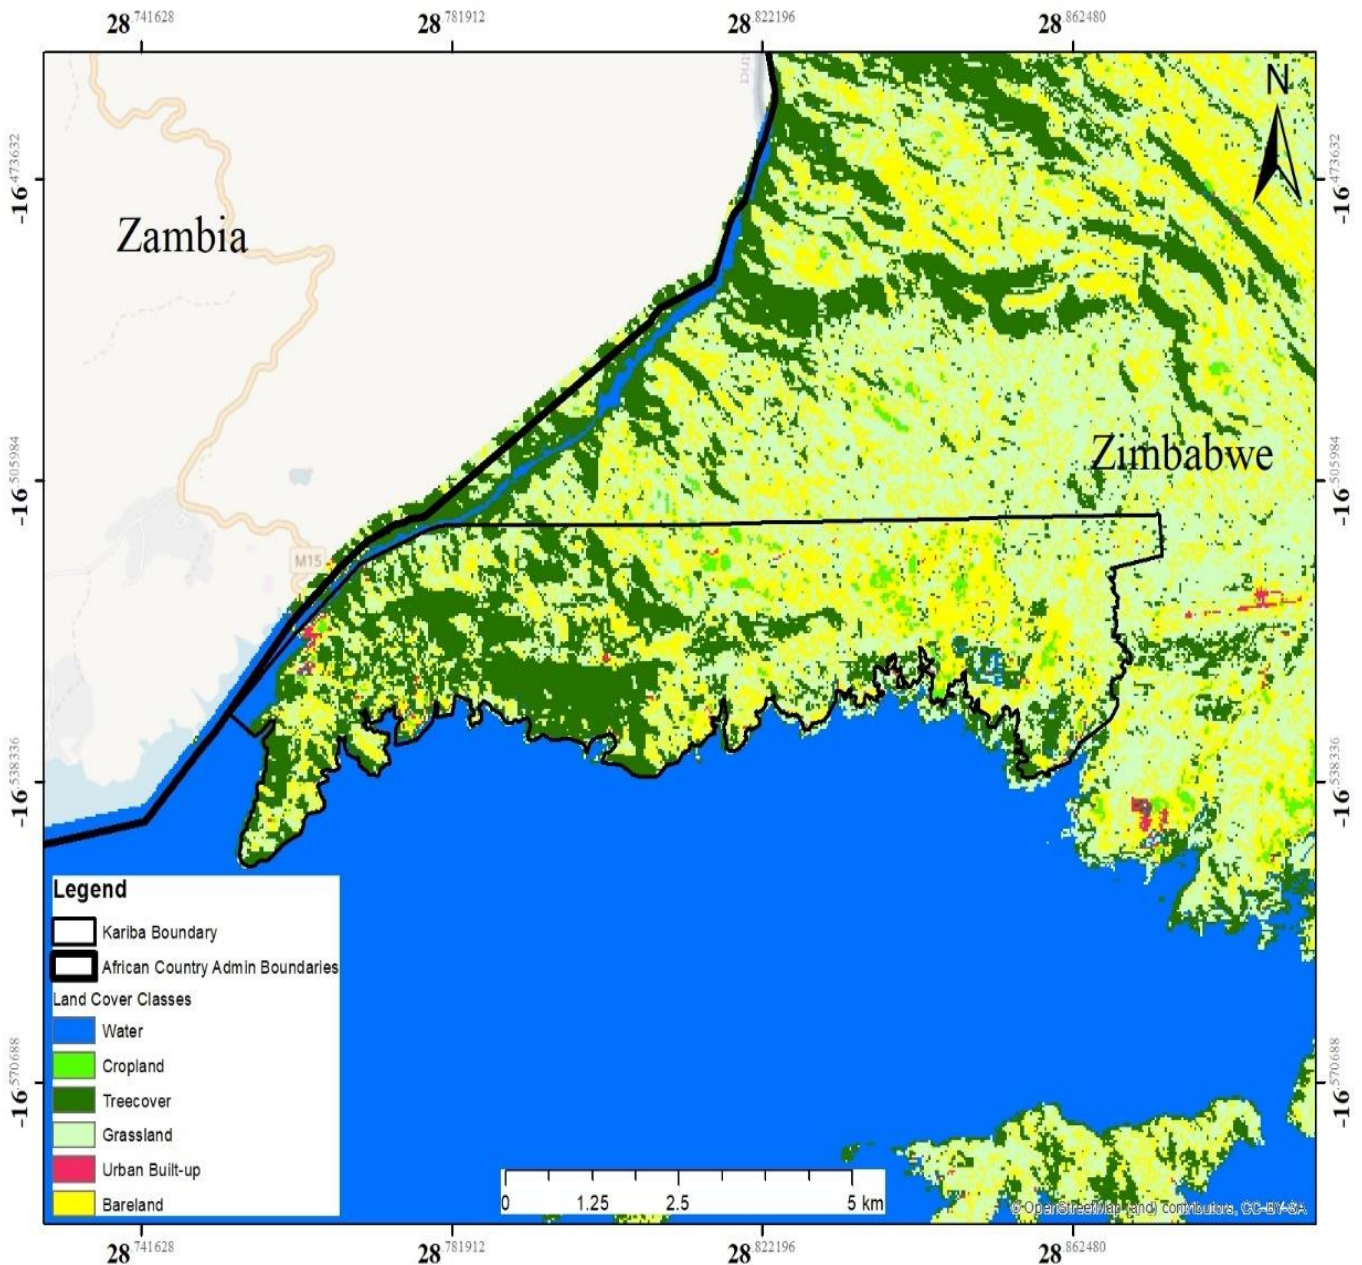 28.741628 28.781912 28.822196 28.862480
trict
N
-16.473632 -16.473632
Zambia
Zimbabwe
-16.505984 -16.505984
M15
-16.538336 -16.538336
Legend
Kariba Boundary
African Country Admin Boundaries
Land Cover Classes
Water
Cropland
Treecover
Grassland
Urban Built-up
Bareland
-16.570688 -16.570688
0 1.25 2.5 5 km
© OpenStreetMap (and) contributors, CC-BY-SA
28.741628 28.781912 28.822196 28.862480